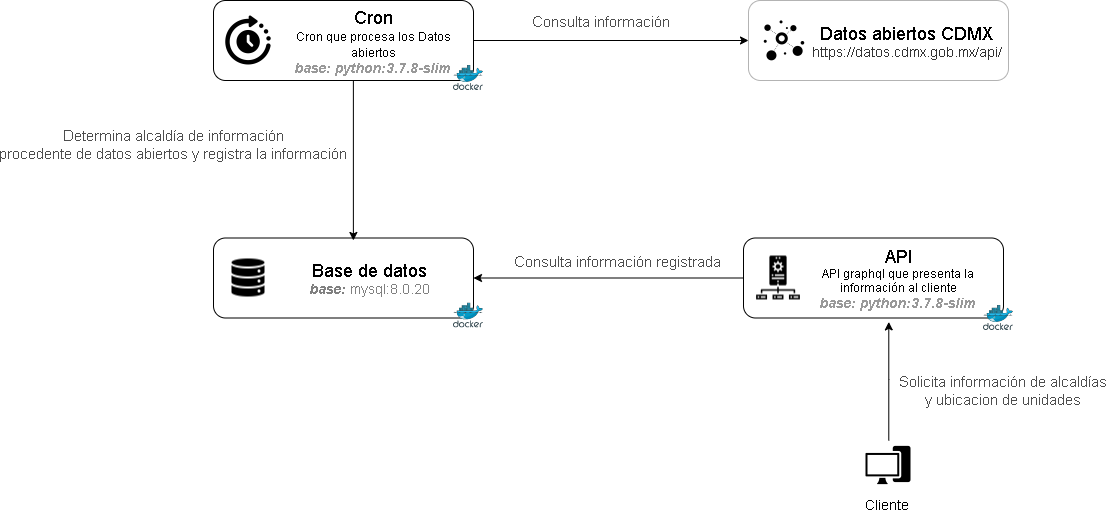 Cron
Cron que procesa los Datos
abiertos
base: python:3.7.8-slim
docker
Consulta información
Datos abiertos CDMX
https://datos.cdmx.gob.mx/api/
Determina alcaldía de información
procedente de datos abiertos y registra la información
Base de datos
base: mysql:8.0.20
docker
Consulta información registrada
API
API graphql que presenta la
información al cliente
base: python:3.7.8-slim
docker
Solicita información de alcaldías
y ubicacion de unidades
Cliente